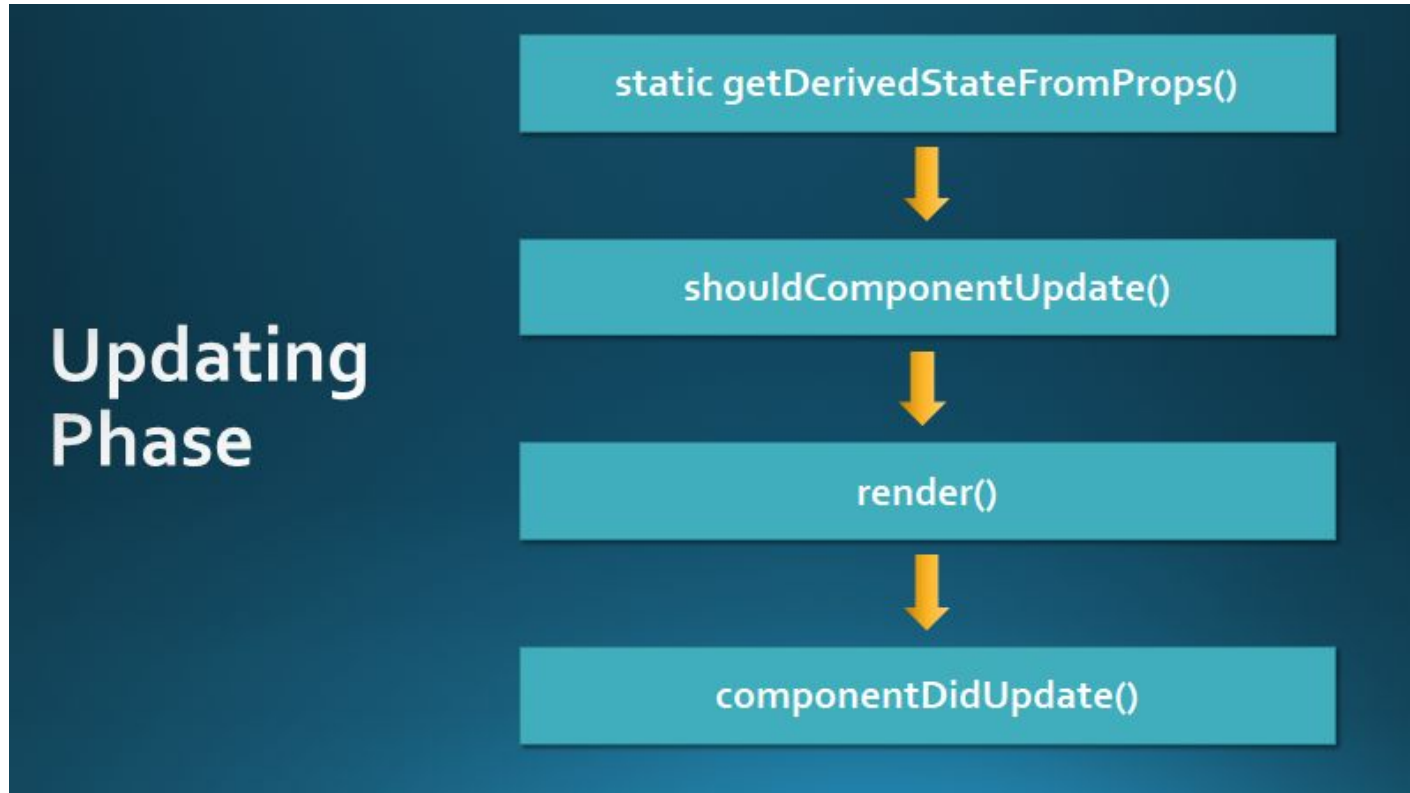 static getDerivedStateFromProps()
shouldComponentUpdate()
Updating
Phase
render()
componentDidUpdate()